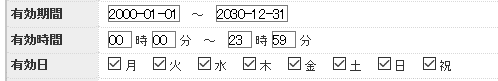 有効期間 2000-01-01 ～ 2030-12-31
有効時間 00 時 00 分 ～ 23 時 59 分
有効日 月 火 水 木 金 土 日 祝